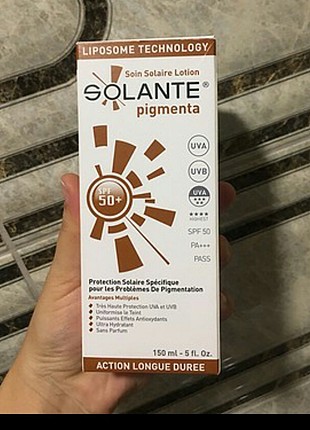 LIPOSOME TECHNOLOGY
Soin Solaire Lotion
SOLANTE®
pigmenta
UVA
UVB
UVA
★★★★
HIGHEST
SPF
50+
SPF 50
PA+++
PASS
Protection Solaire Spécifique
pour les Problèmes De Pigmentation
Avantages Multiples
• Très Haute Protection UVA et UVB
• Uniformise le Teint
• Puissants Effets Antioxydants
• Ultra Hydratant
• Sans Parfum
150 ml - 5 fl. Oz.
ACTION LONGUE DUREE